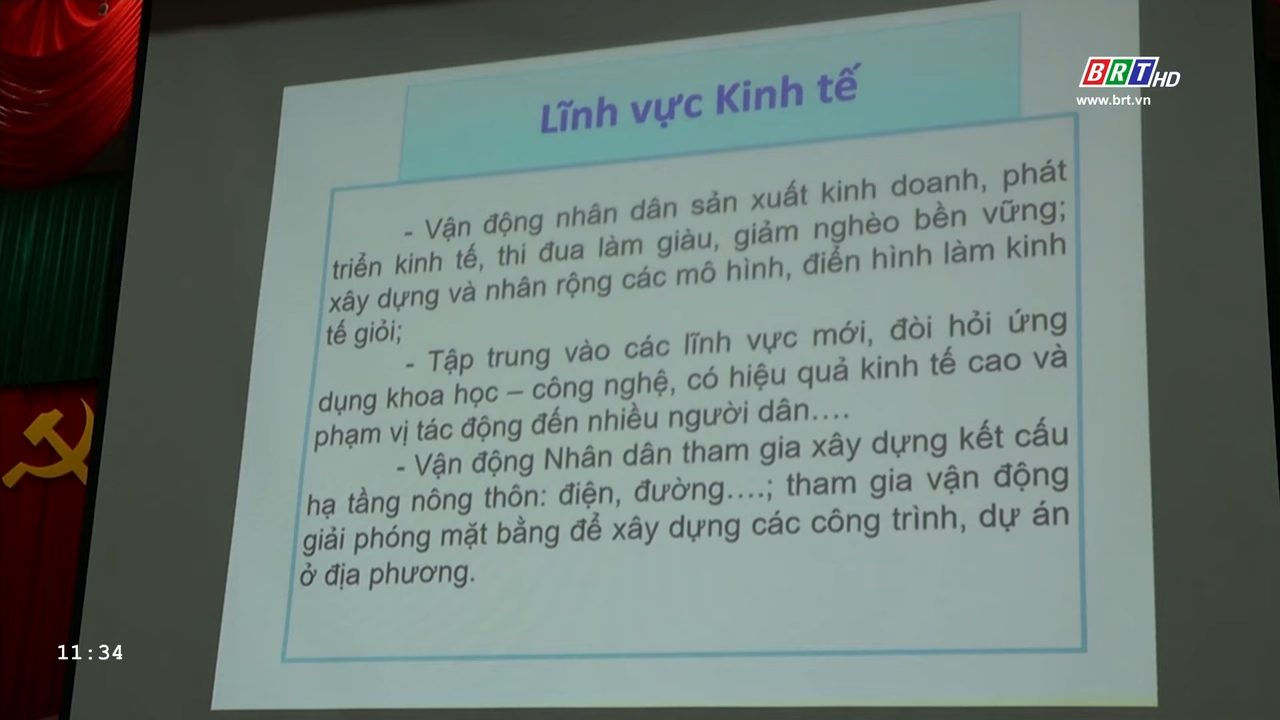 BRT HD
www.brt.vn
Lĩnh vực Kinh tế
- Vận động nhân dân sản xuất kinh doanh, phát
triển kinh tế, thi đua làm giàu, giảm nghèo bền vững;
xây dựng và nhân rộng các mô hình, điển hình làm kinh
tế giỏi;
- Tập trung vào các lĩnh vực mới, đòi hỏi ứng
dụng khoa học – công nghệ, có hiệu quả kinh tế cao và
phạm vị tác động đến nhiều người dân….
- Vận động Nhân dân tham gia xây dựng kết cấu
hạ tầng nông thôn: điện, đường….; tham gia vận động
giải phóng mặt bằng để xây dựng các công trình, dự án
ở địa phương.
11:34